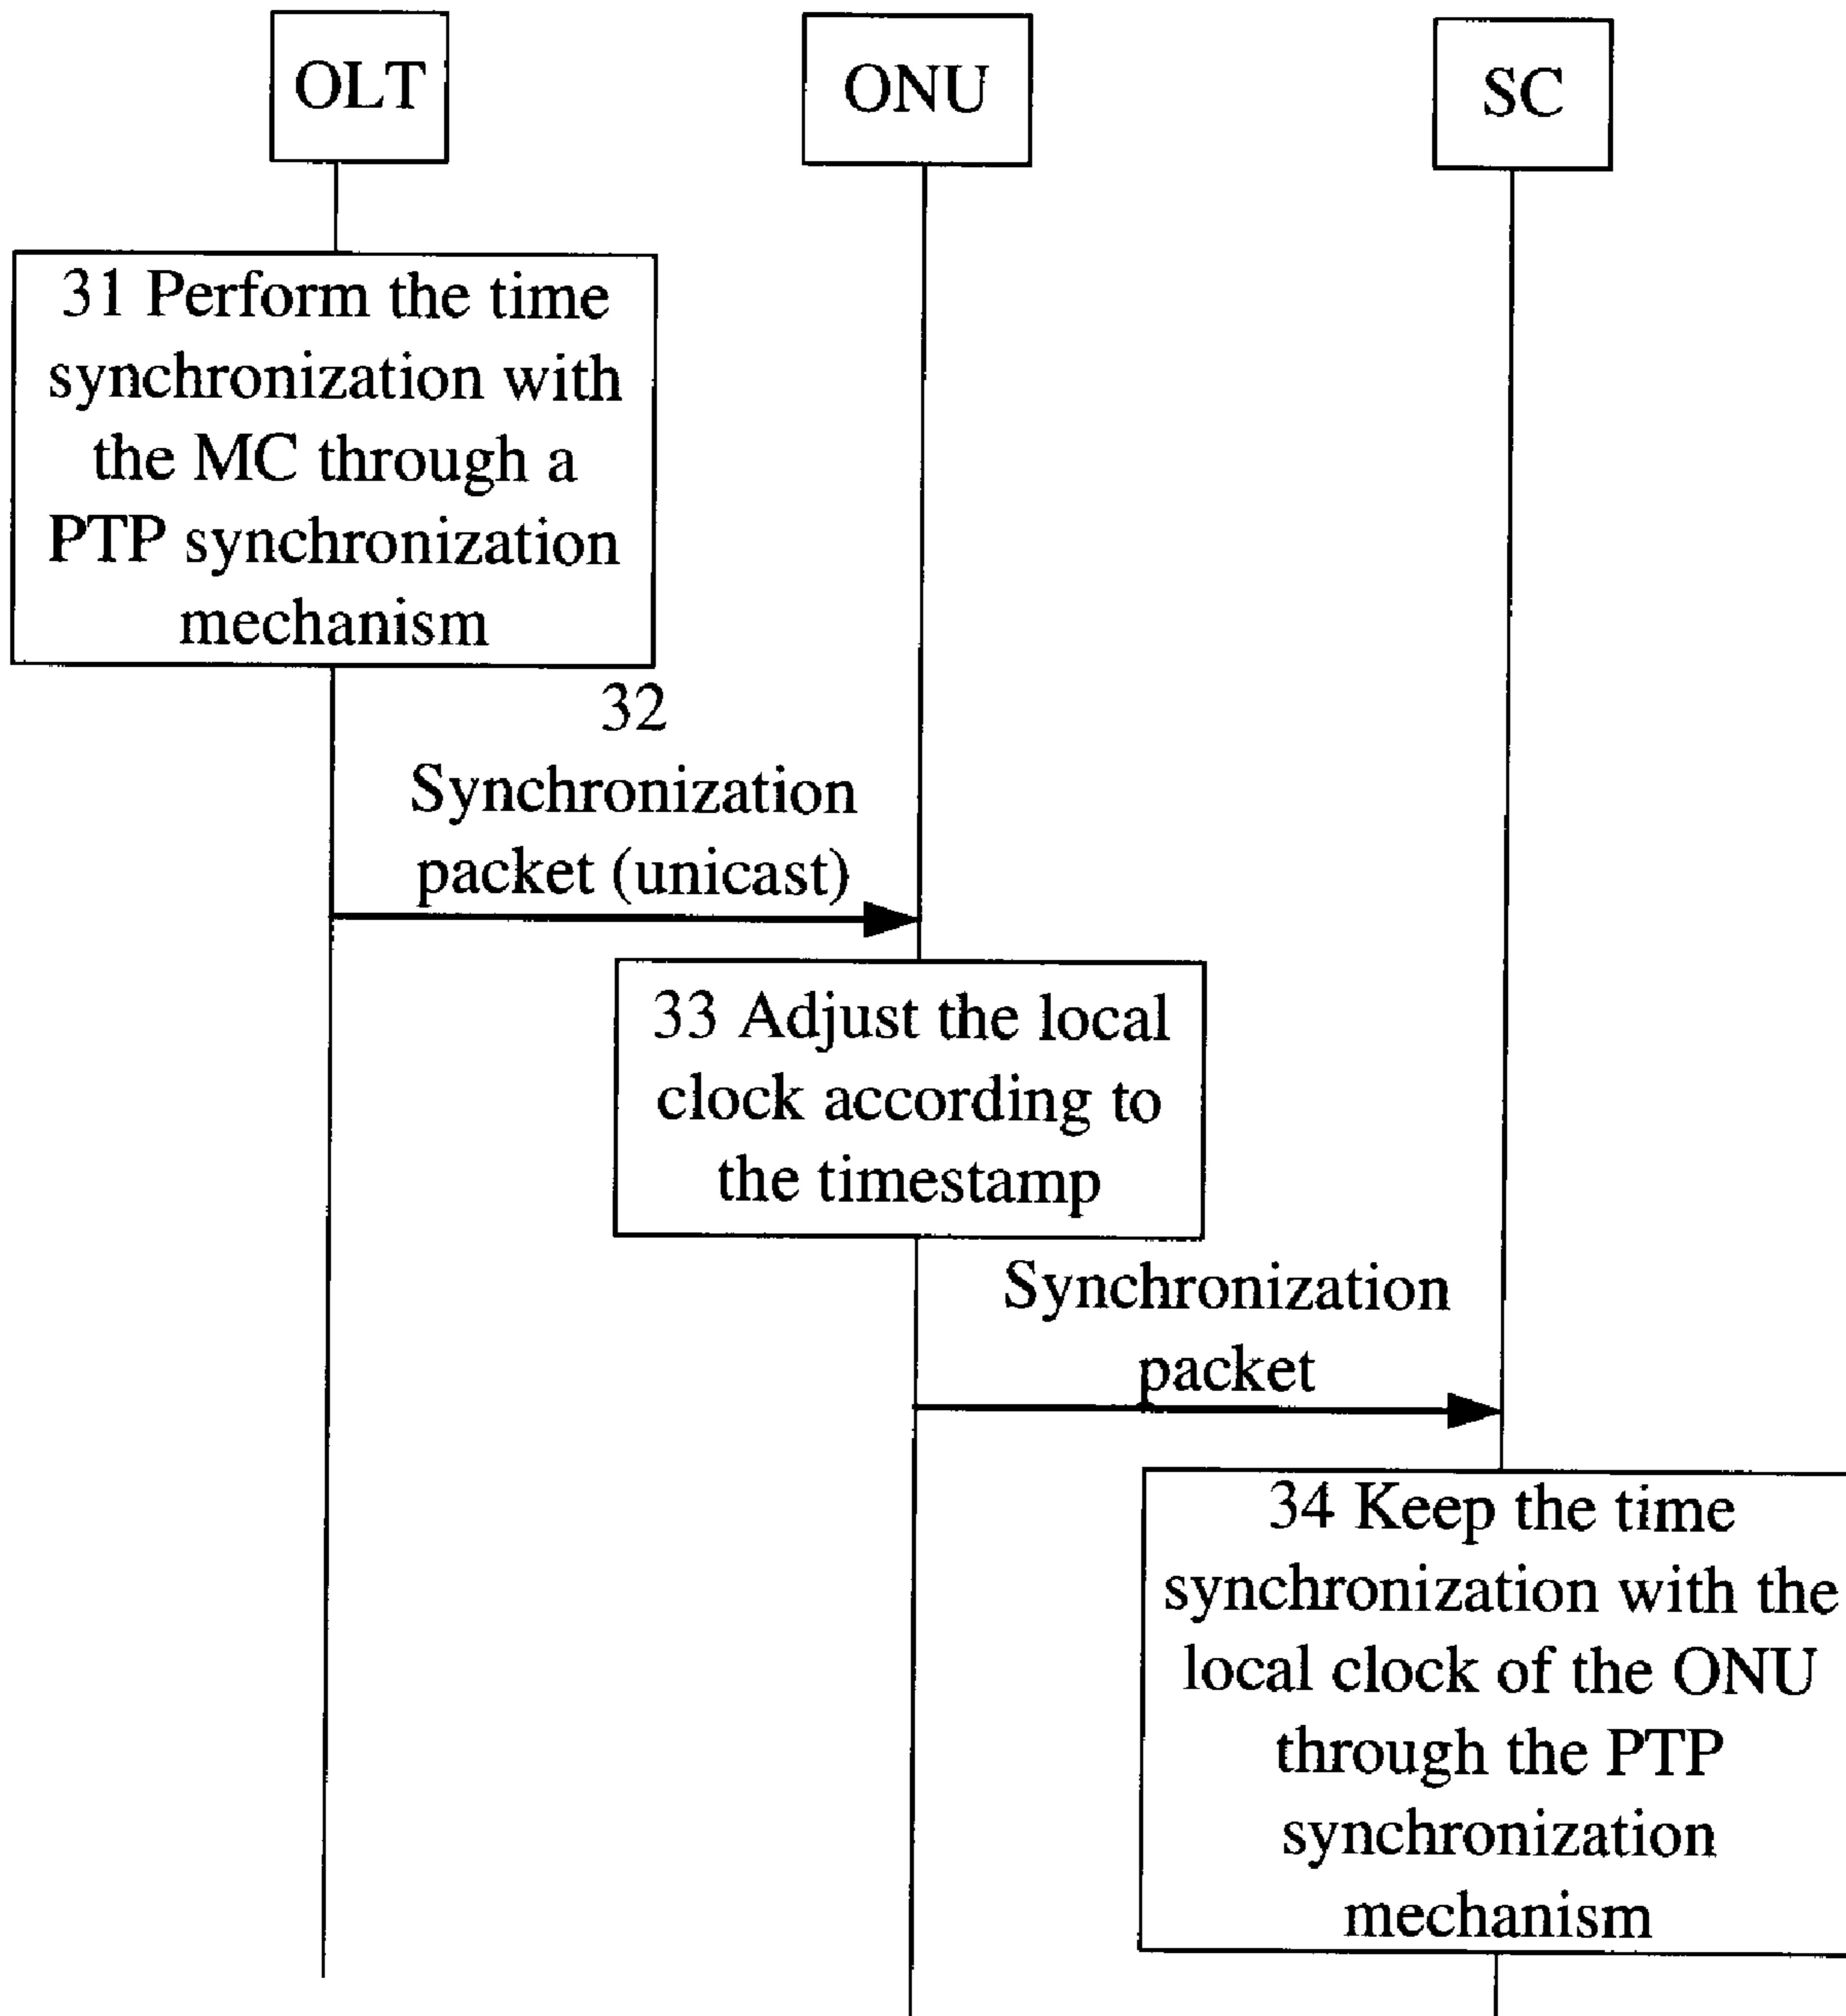 OLT
ONU
SC
31 Perform the time
synchronization with
the MC through a
PTP synchronization
mechanism
32
Synchronization
packet (unicast)
33 Adjust the local
clock according to
the timestamp
Synchronization
packet
34 Keep the time
synchronization with the
local clock of the ONU
through the PTP
synchronization
mechanism